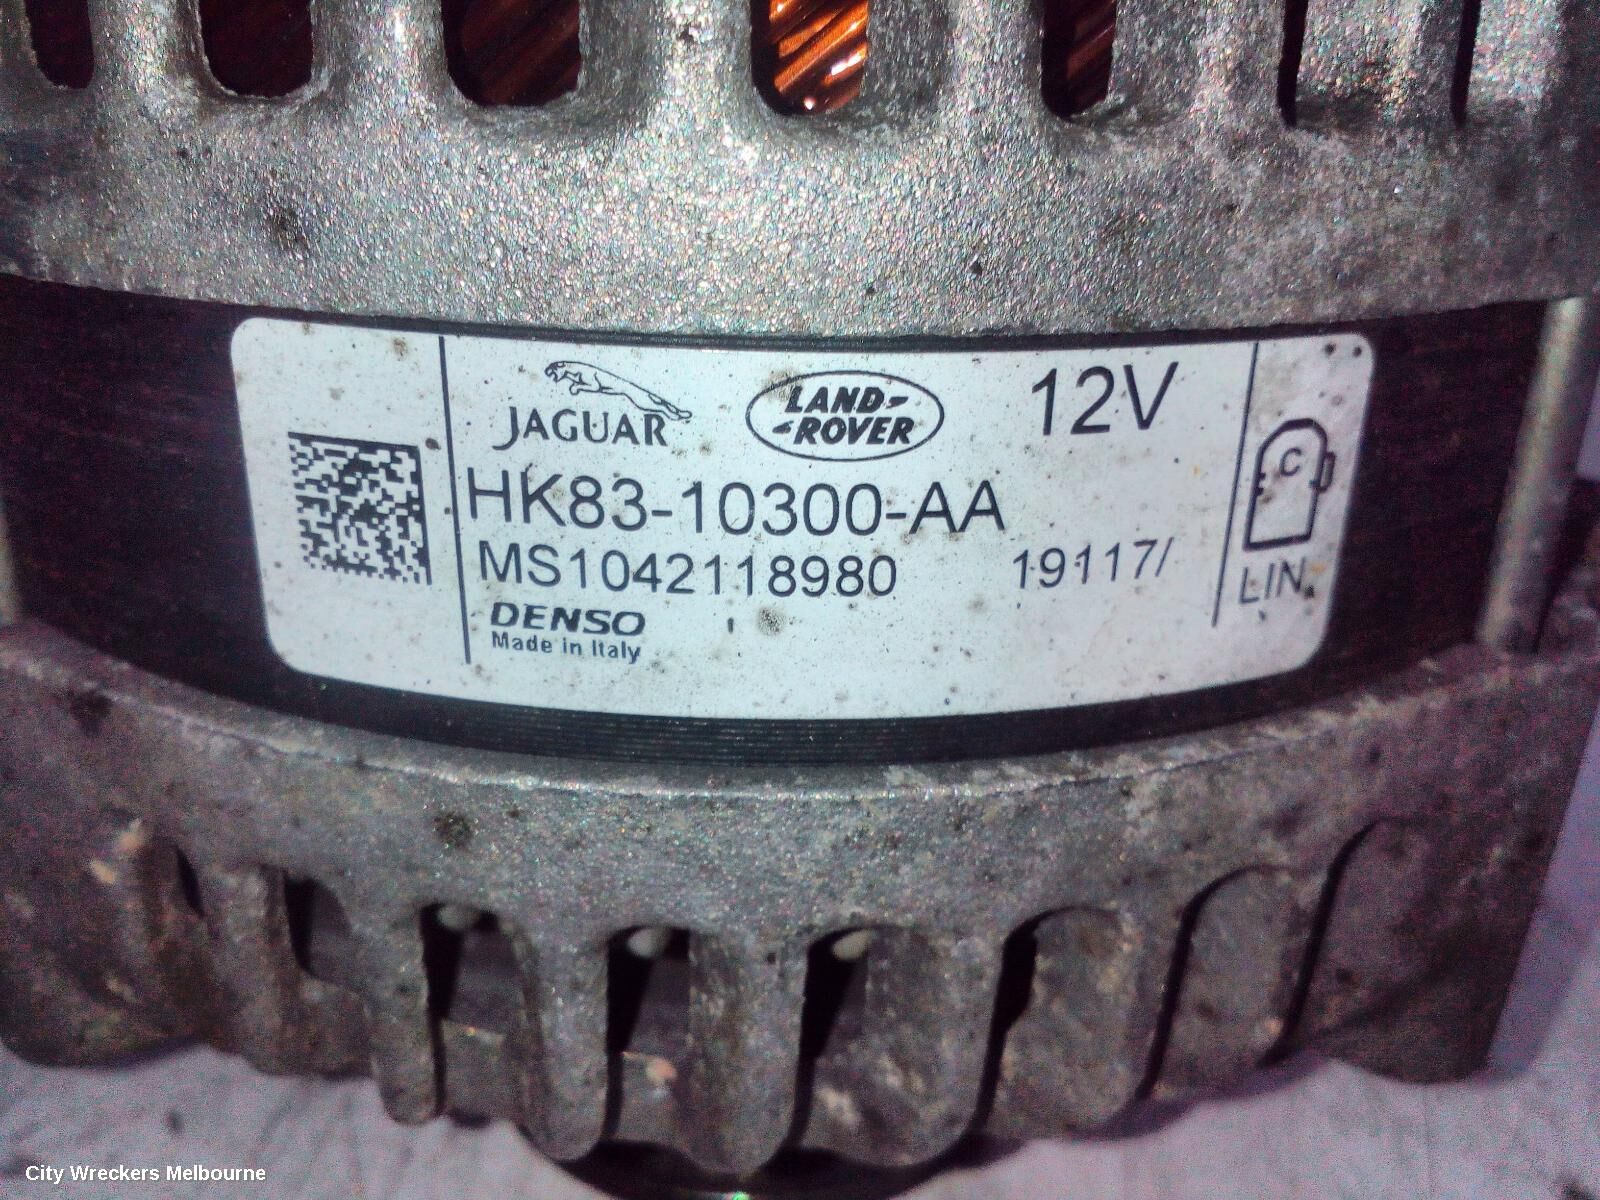 JAGUAR
LAND-
-ROVER
12V
HK83-10300-AA
MS1042118980 19117/
DENSO
Made in Italy
C
LIN
City Wreckers Melbourne